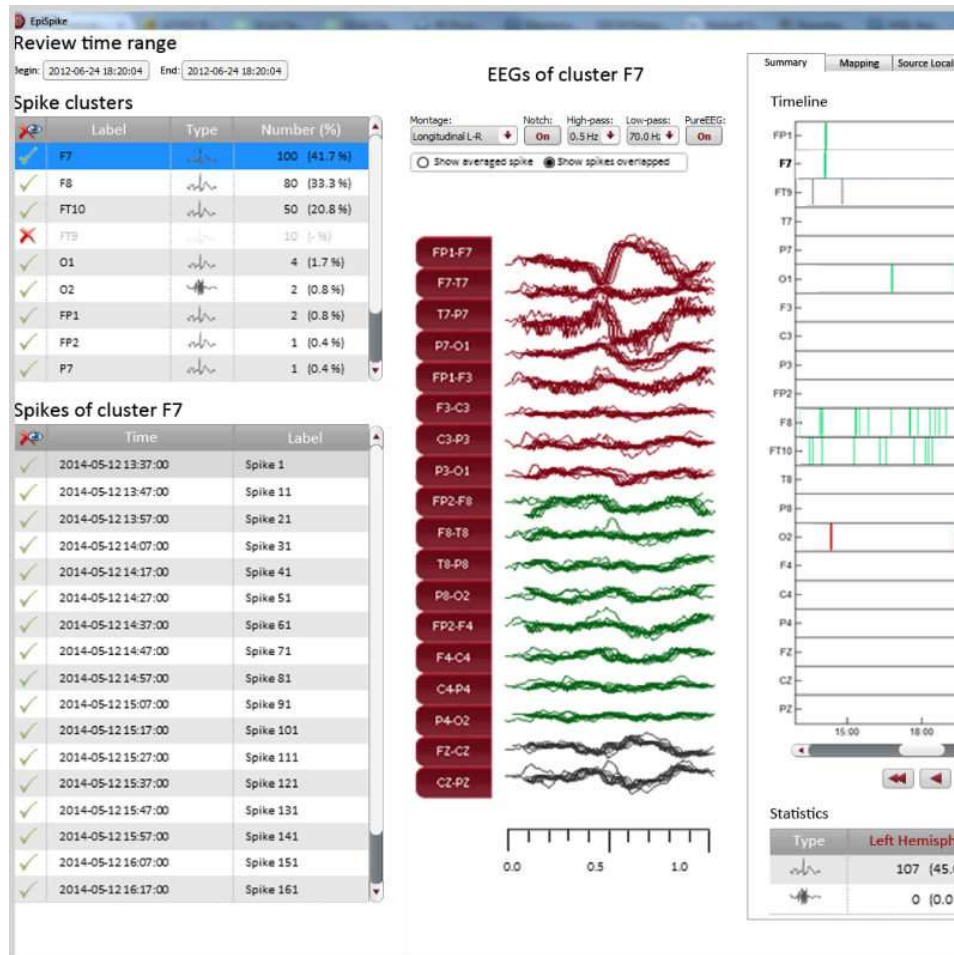 EpiSpike
Review time range
Begin: 2012-06-24 18:20:04 End: 2012-06-24 18:20:04
Spike clusters
Label Type Number (%)
F7 100 (41.7 %)
F8 80 (33.3 %)
FT10 50 (20.8 %)
FT9 10 (- %)
O1 4 (1.7 %)
O2 2 (0.8 %)
FP1 2 (0.8 %)
FP2 1 (0.4 %)
P7 1 (0.4 %)
Spikes of cluster F7
Time Label
2014-05-12 13:37:00 Spike 1
2014-05-12 13:47:00 Spike 11
2014-05-12 13:57:00 Spike 21
2014-05-12 14:07:00 Spike 31
2014-05-12 14:17:00 Spike 41
2014-05-12 14:27:00 Spike 51
2014-05-12 14:37:00 Spike 61
2014-05-12 14:47:00 Spike 71
2014-05-12 14:57:00 Spike 81
2014-05-12 15:07:00 Spike 91
2014-05-12 15:17:00 Spike 101
2014-05-12 15:27:00 Spike 111
2014-05-12 15:37:00 Spike 121
2014-05-12 15:47:00 Spike 131
2014-05-12 15:57:00 Spike 141
2014-05-12 16:07:00 Spike 151
2014-05-12 16:17:00 Spike 161
EEGs of cluster F7
Montage: Notch: High-pass: Low-pass: PureEEG:
Longitudinal L-R On 0.5 Hz 70.0 Hz On
Show averaged spike Show spikes overlapped
FP1-F7
F7-T7
T7-P7
P7-O1
FP1-F3
F3-C3
C3-P3
P3-O1
FP2-F8
F8-T8
T8-P8
P8-O2
FP2-F4
F4-C4
C4-P4
P4-O2
FZ-CZ
CZ-PZ
0.0 0.5 1.0
Summary Mapping Source Local
Timeline
FP1
F7
FT9
T7
P7
O1
F3
C3
P3
FP2
F8
FT10
T8
P8
O2
F4
C4
P4
FZ
CZ
PZ
15:00 18:00
Statistics
Type Left Hemisph
107 (45.
0 (0.0